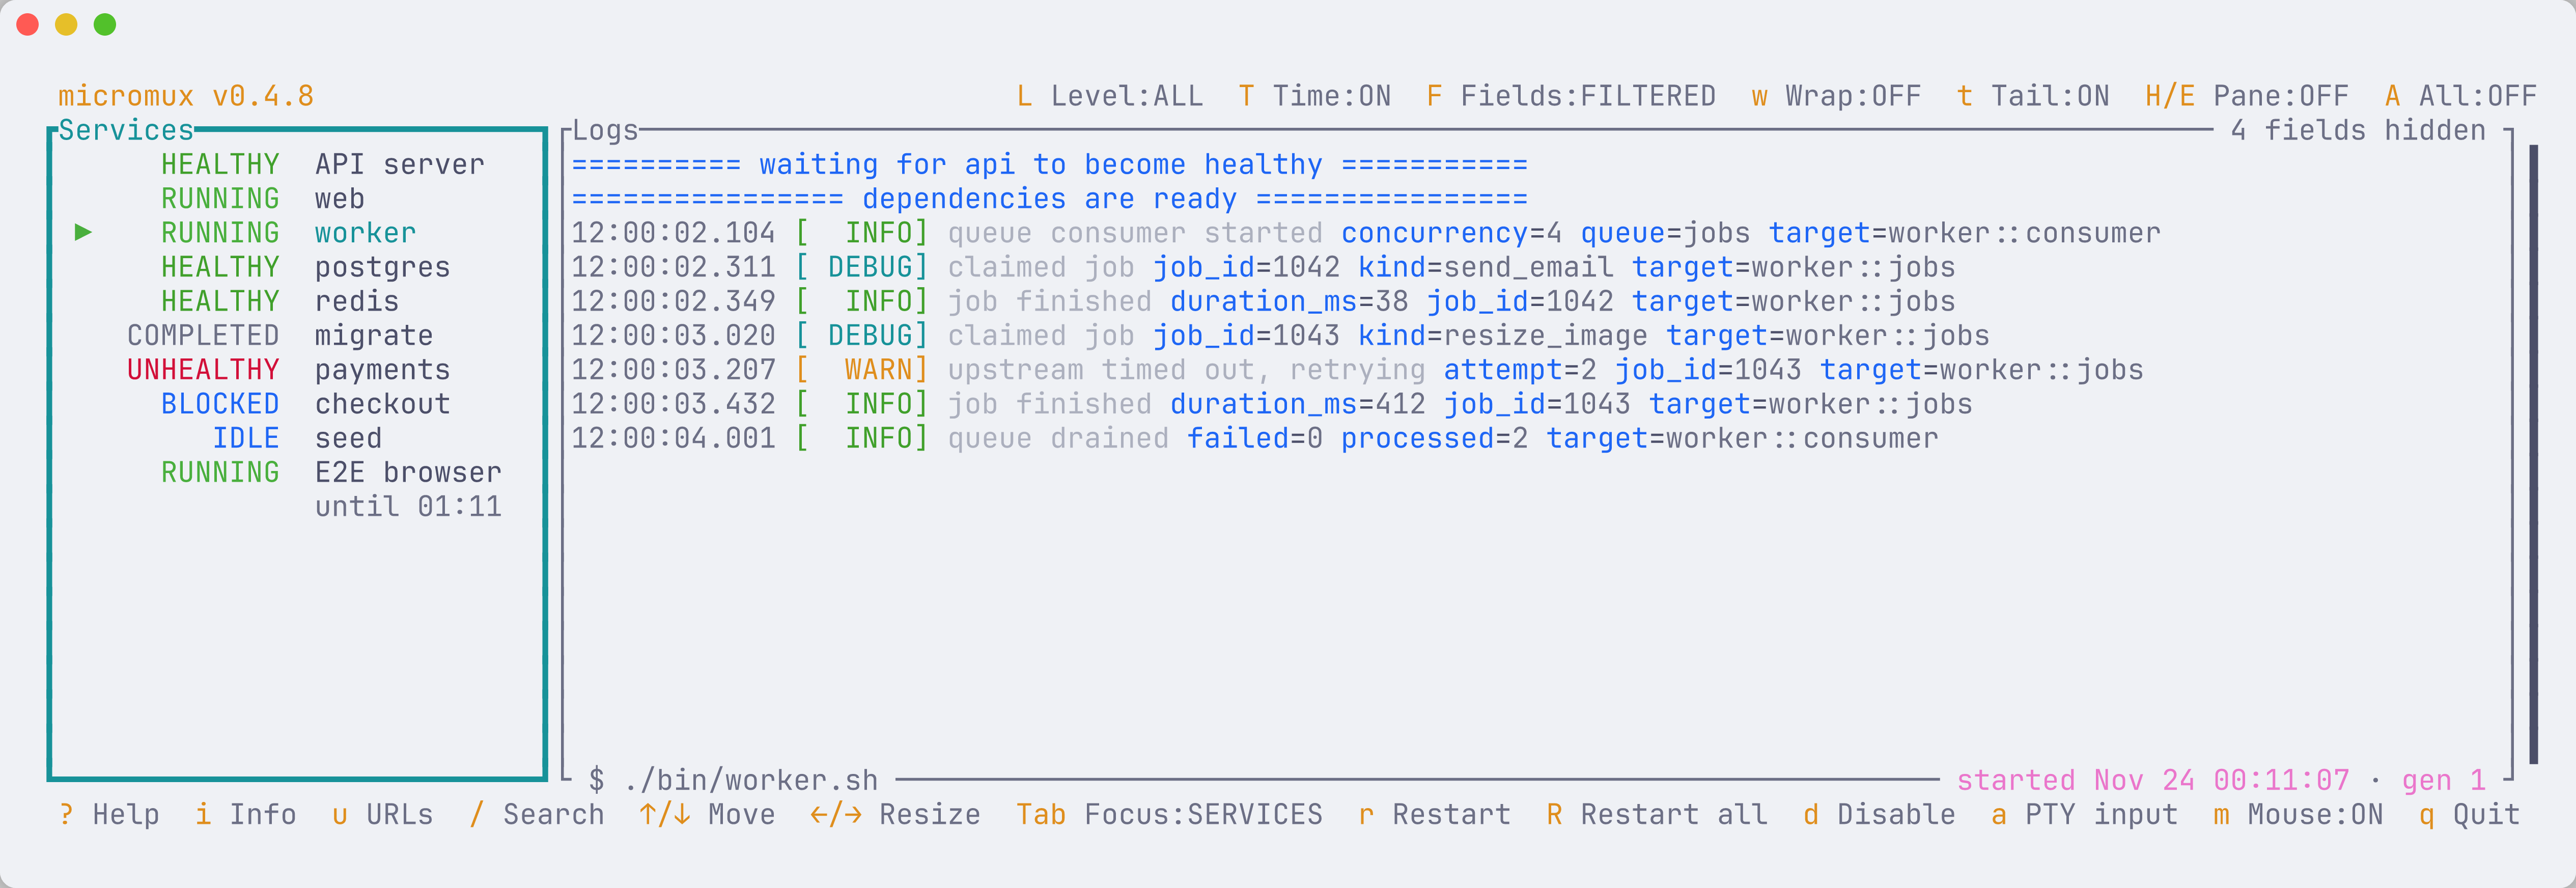 micromux v0.4.8 L Level:ALL T Time:ON F Fields:FILTERED w Wrap:OFF t Tail:ON H/E Pane:OFF A All:OFF
Services
HEALTHY API server
RUNNING web
▶ RUNNING worker
HEALTHY postgres
HEALTHY redis
COMPLETED migrate
UNHEALTHY payments
BLOCKED checkout
IDLE seed
RUNNING E2E browser
until 01:11
Logs 4 fields hidden
========== waiting for api to become healthy ===========
================ dependencies are ready ================
12:00:02.104 [  INFO] queue consumer started concurrency=4 queue=jobs target=worker::consumer
12:00:02.311 [ DEBUG] claimed job job_id=1042 kind=send_email target=worker::jobs
12:00:02.349 [  INFO] job finished duration_ms=38 job_id=1042 target=worker::jobs
12:00:03.020 [ DEBUG] claimed job job_id=1043 kind=resize_image target=worker::jobs
12:00:03.207 [  WARN] upstream timed out, retrying attempt=2 job_id=1043 target=worker::jobs
12:00:03.432 [  INFO] job finished duration_ms=412 job_id=1043 target=worker::jobs
12:00:04.001 [  INFO] queue drained failed=0 processed=2 target=worker::consumer
$ ./bin/worker.sh started Nov 24 00:11:07 · gen 1
? Help i Info u URLs / Search ↑/↓ Move ←/→ Resize Tab Focus:SERVICES r Restart R Restart all d Disable a PTY input m Mouse:ON q Quit